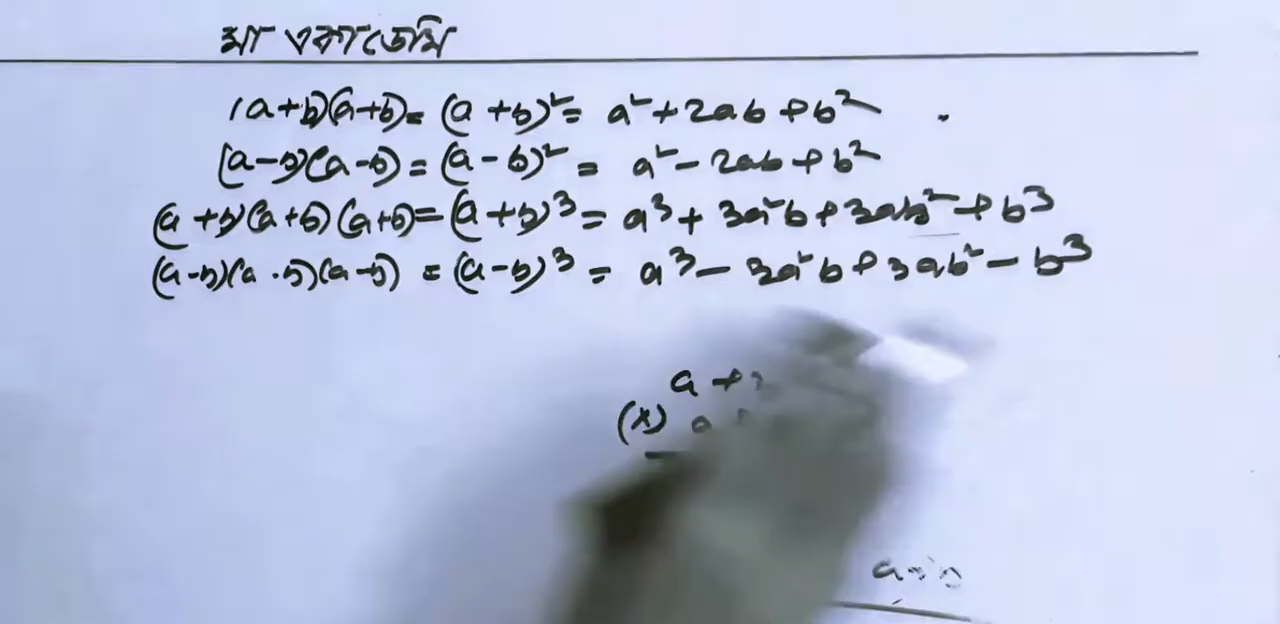 মা একাডেমি
(a+b)(a+b) = (a+b)² = a²+2ab+b²
(a-b)(a-b) = (a-b)² = a²-2ab+b²
(a+b)(a+b)(a+b) = (a+b)³ = a³+3a²b+3ab²+b³
(a-b)(a-b)(a-b) = (a-b)³ = a³-3a²b+3ab²-b³
a+
(x) a